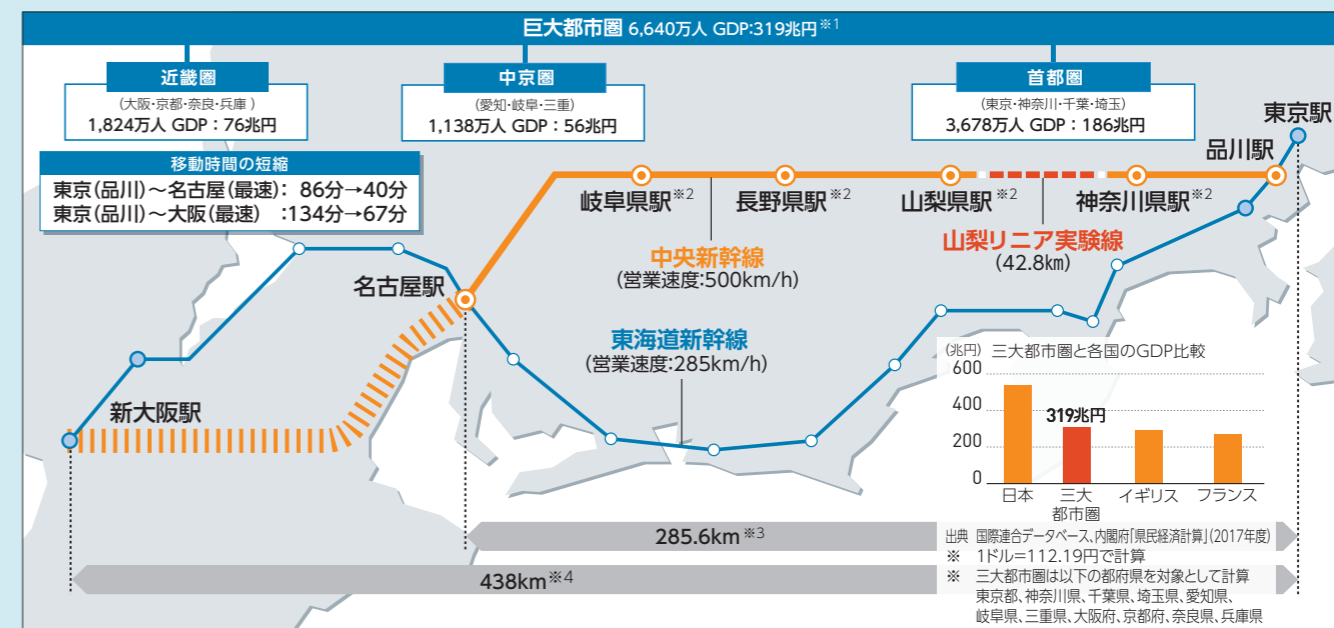 巨大都市圏 6,640万人 GDP:319兆円※1
近畿圏
(大阪・京都・奈良・兵庫)
1,824万人 GDP：76兆円
中京圏
(愛知・岐阜・三重)
1,138万人 GDP：56兆円
首都圏
(東京・神奈川・千葉・埼玉)
3,678万人 GDP：186兆円
移動時間の短縮
東京(品川)～名古屋(最速)：86分→40分
東京(品川)～大阪(最速)：134分→67分
東京駅
品川駅
岐阜県駅※2
長野県駅※2
山梨県駅※2
神奈川県駅※2
中央新幹線
(営業速度:500km/h)
山梨リニア実験線
(42.8km)
名古屋駅
東海道新幹線
(営業速度:285km/h)
新大阪駅
(兆円) 三大都市圏と各国のGDP比較
600
400
200
0
319兆円
日本
三大
都市圏
イギリス
フランス
285.6km※3
438km※4
出典 国際連合データベース、内閣府「県民経済計算」(2017年度)
※ 1ドル=112.19円で計算
※ 三大都市圏は以下の都府県を対象として計算
東京都、神奈川県、千葉県、埼玉県、愛知県、
岐阜県、三重県、大阪府、京都府、奈良県、兵庫県